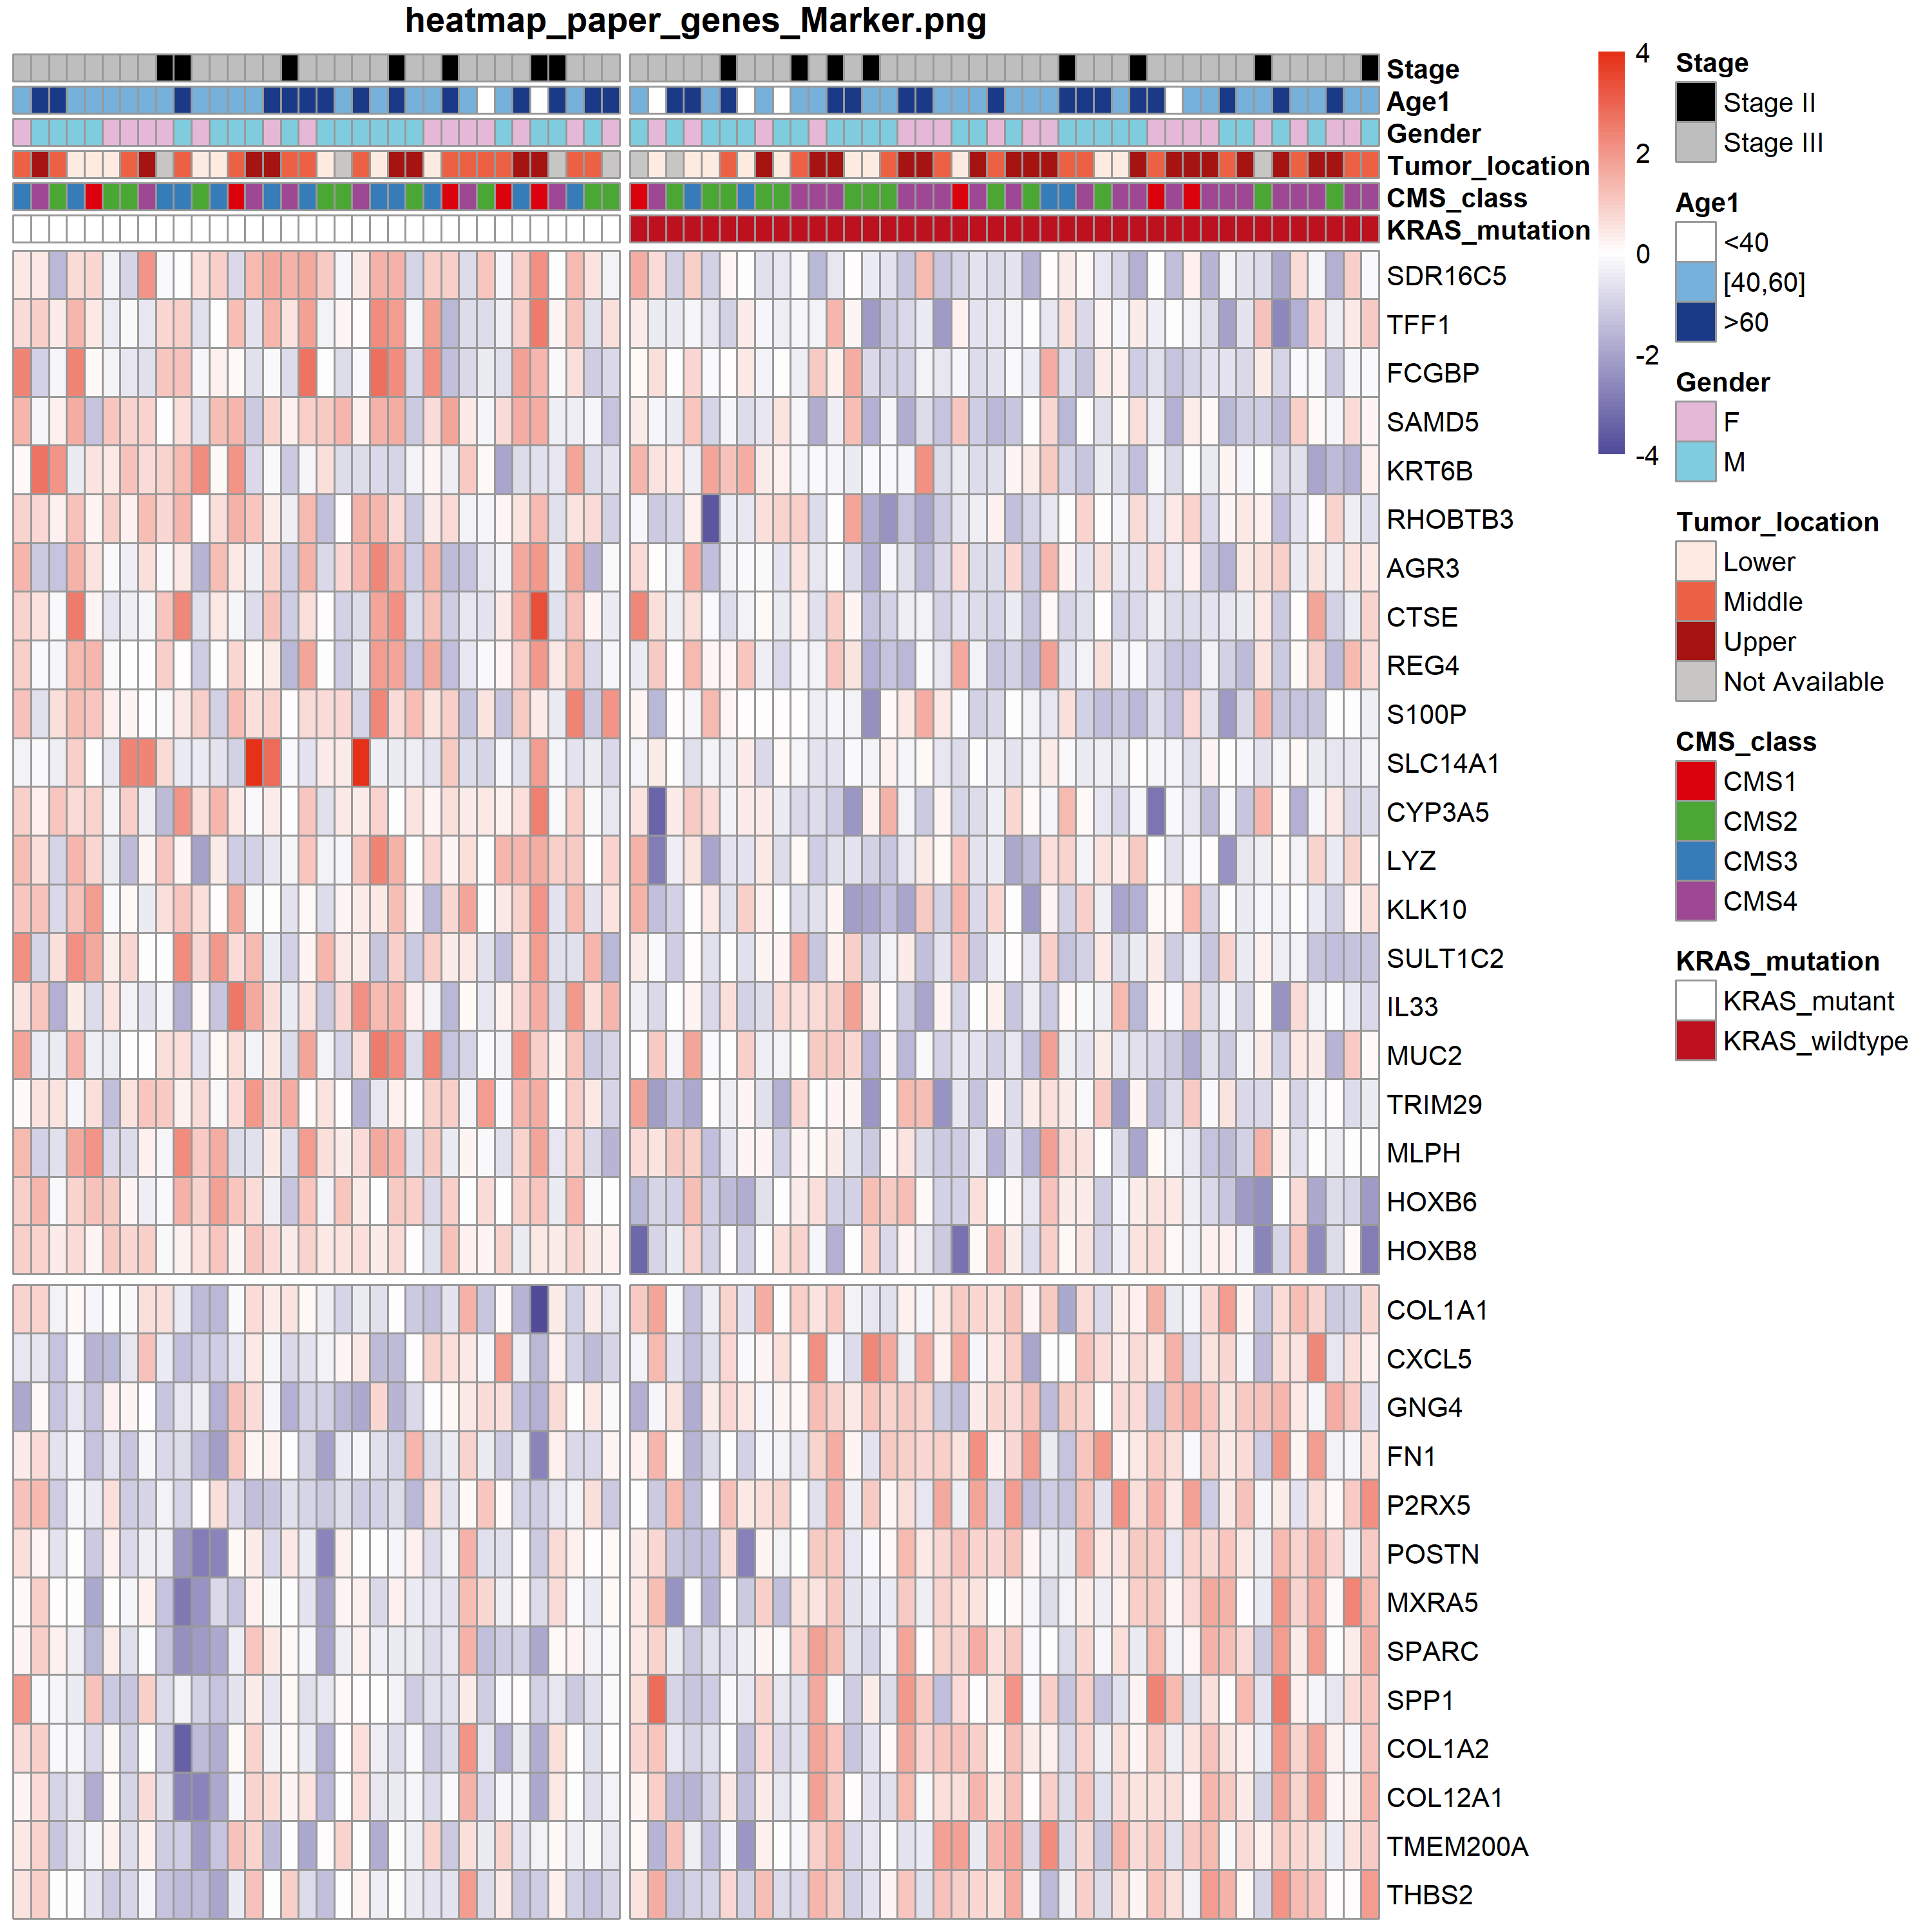 heatmap_paper_genes_Marker.png
Stage
Age1
Gender
Tumor_location
CMS_class
KRAS_mutation
SDR16C5
TFF1
FCGBP
SAMD5
KRT6B
RHOBTB3
AGR3
CTSE
REG4
S100P
SLC14A1
CYP3A5
LYZ
KLK10
SULT1C2
IL33
MUC2
TRIM29
MLPH
HOXB6
HOXB8
COL1A1
CXCL5
GNG4
FN1
P2RX5
POSTN
MXRA5
SPARC
SPP1
COL1A2
COL12A1
TMEM200A
THBS2
4
2
0
-2
-4
Stage
Stage II
Stage III
Age1
<40
[40,60]
>60
Gender
F
M
Tumor_location
Lower
Middle
Upper
Not Available
CMS_class
CMS1
CMS2
CMS3
CMS4
KRAS_mutation
KRAS_mutant
KRAS_wildtype